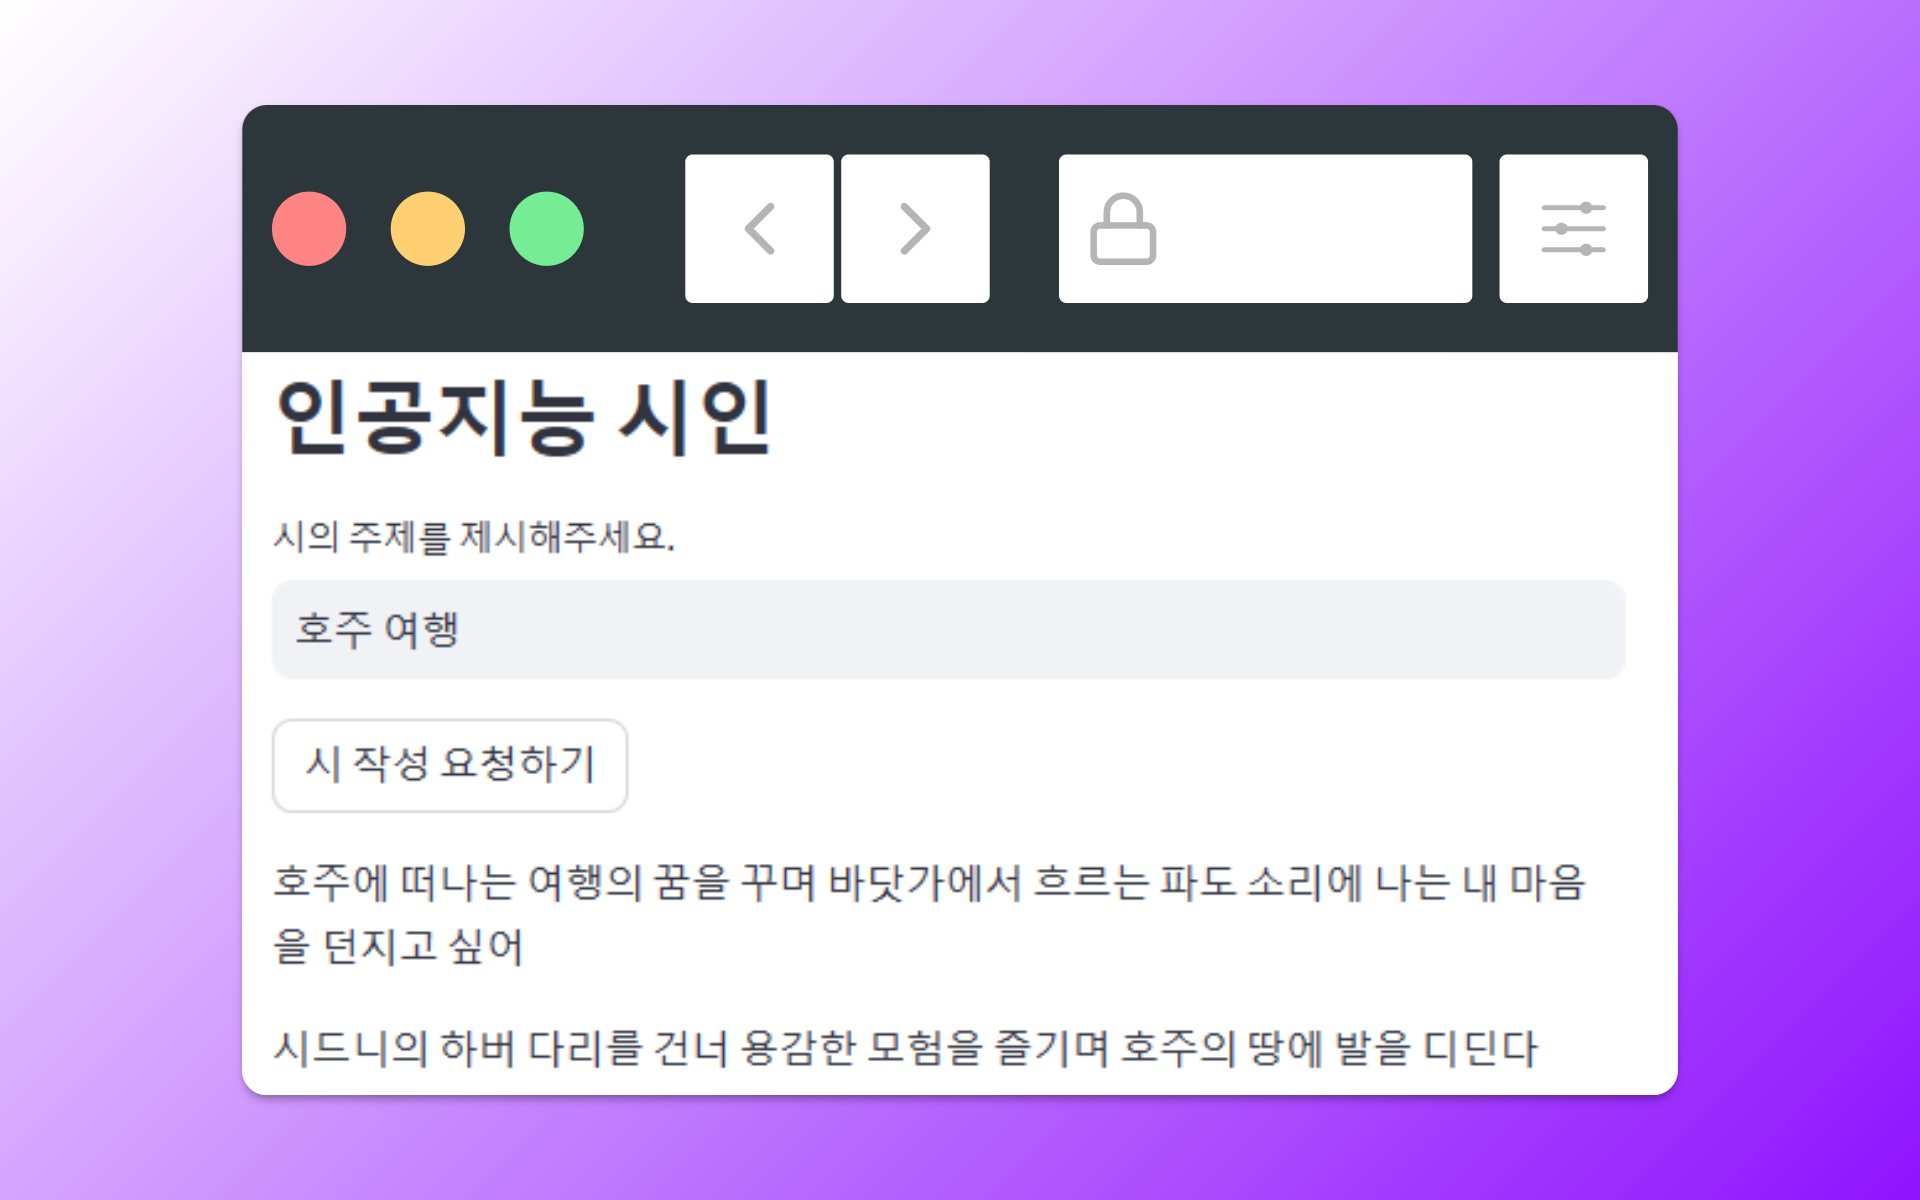 인공지능 시인
시의 주제를 제시해주세요.
호주 여행
시 작성 요청하기
호주에 떠나는 여행의 꿈을 꾸며 바닷가에서 흐르는 파도 소리에 나는 내 마음
을 던지고 싶어
시드니의 하버 다리를 건너 용감한 모험을 즐기며 호주의 땅에 발을 디딘다